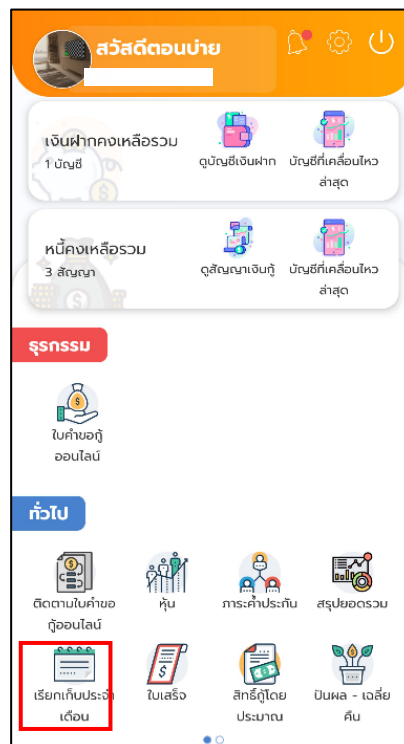 สวัสดีตอนบ่าย
เงินฝากคงเหลือรวม
1 บัญชี
ดูบัญชีเงินฝาก
บัญชีที่เคลื่อนไหว
ล่าสุด
หนี้คงเหลือรวม
3 สัญญา
ดูสัญญาเงินกู้
บัญชีที่เคลื่อนไหว
ล่าสุด
ธุรกรรม
ใบคำขอกู้
ออนไลน์
ทั่วไป
ติดตามใบคำขอ
กู้ออนไลน์
หุ้น
ภาระค้ำประกัน
สรุปยอดรวม
เรียกเก็บประจำ
เดือน
ใบเสร็จ
สิทธิ์กู้โดย
ประมาณ
ปันผล - เฉลี่ย
คืน